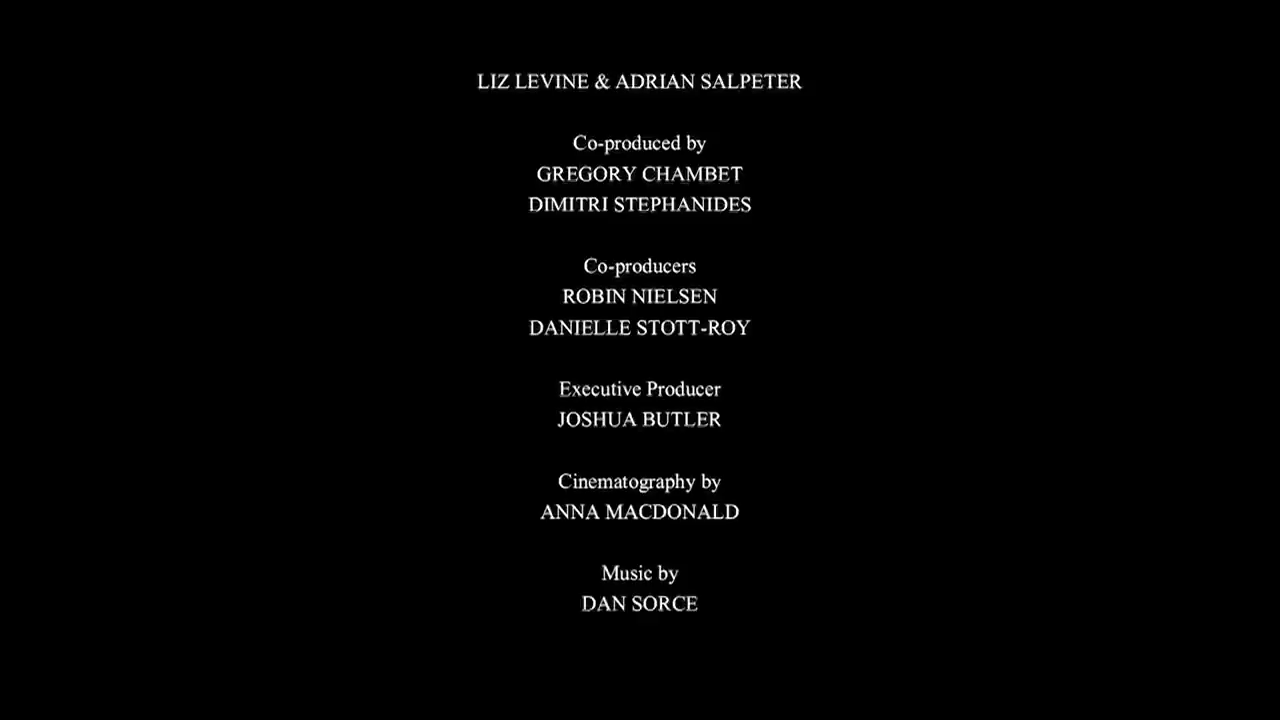 LIZ LEVINE & ADRIAN SALPETER
Co-produced by
GREGORY CHAMBET
DIMITRI STEPHANIDES
Co-producers
ROBIN NIELSEN
DANIELLE STOTT-ROY
Executive Producer
JOSHUA BUTLER
Cinematography by
ANNA MACDONALD
Music by
DAN SORCE